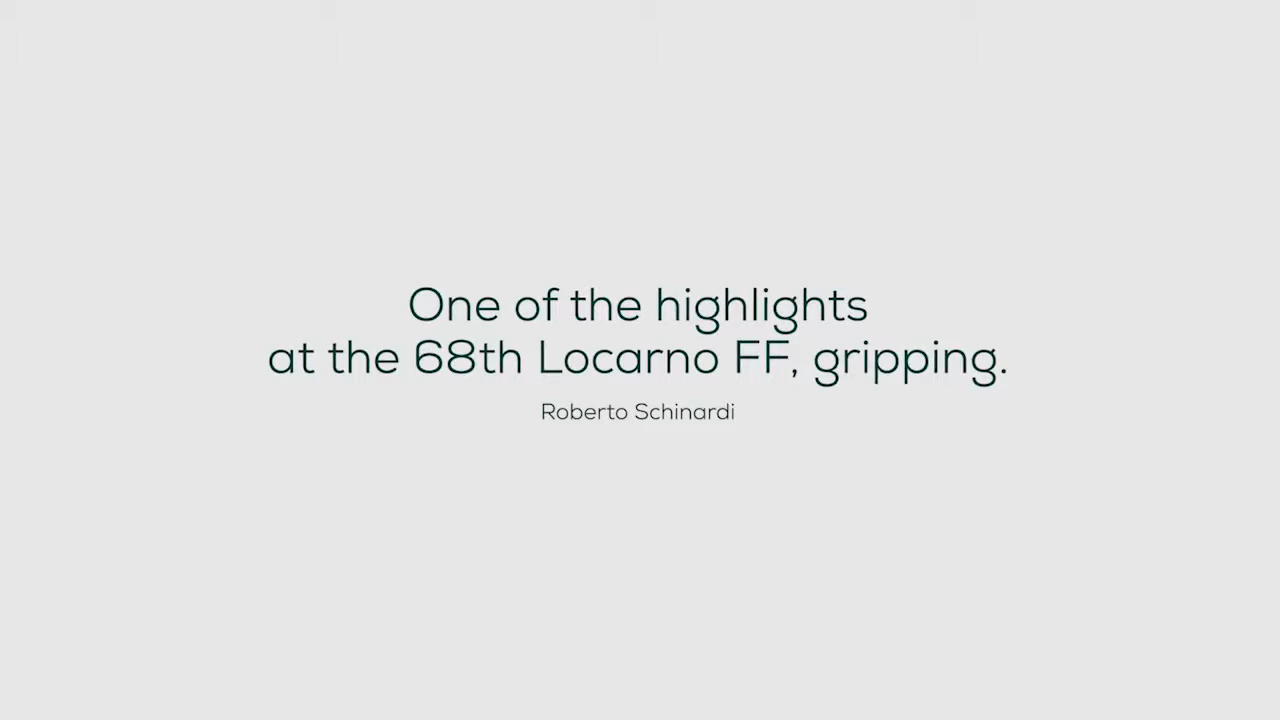 One of the highlights
at the 68th Locarno FF, gripping.
Roberto Schinardi